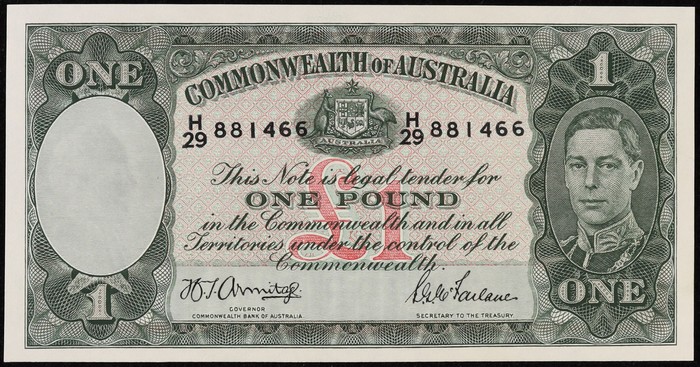 ONE
1
COMMONWEALTH OF AUSTRALIA
H/29 881466 H/29 881466
AUSTRALIA
This Note is legal tender for
ONE POUND
£1
in the Commonwealth and in all
Territories under the control of the
Commonwealth.
H.T. Armitage
S. G. McFarlane
GOVERNOR
COMMONWEALTH BANK OF AUSTRALIA
SECRETARY TO THE TREASURY
1
ONE